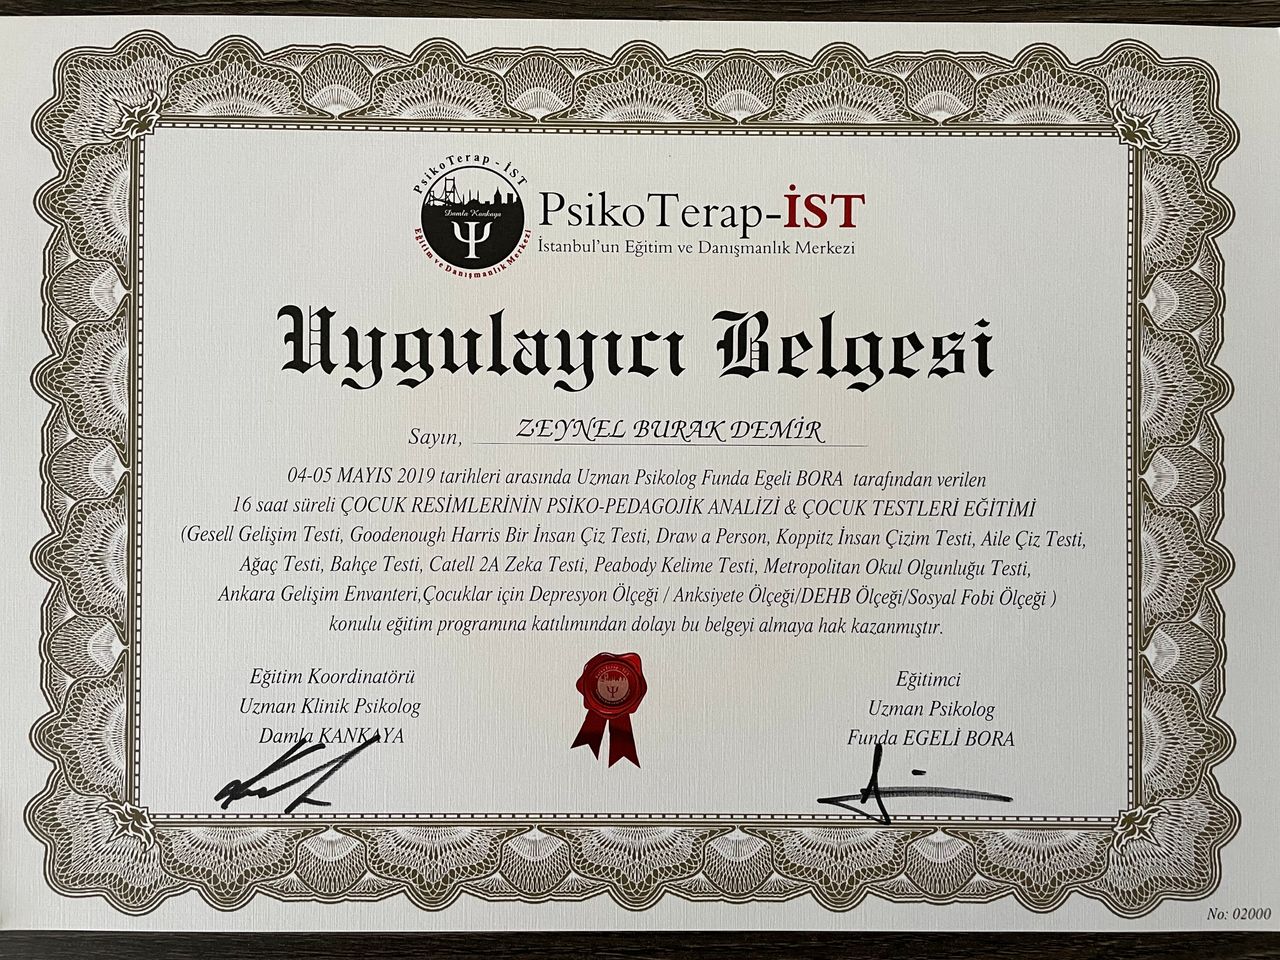 PsikoTerap - İST
Damla Kankaya
Eğitim ve Danışmanlık Merkezi
PsikoTerap-İST
İstanbul'un Eğitim ve Danışmanlık Merkezi
Uygulayıcı Belgesi
Sayın, ZEYNEL BURAK DEMİR
04-05 MAYIS 2019 tarihleri arasında Uzman Psikolog Funda Egeli BORA tarafından verilen
16 saat süreli ÇOCUK RESİMLERİNİN PSİKO-PEDAGOJİK ANALİZİ & ÇOCUK TESTLERİ EĞİTİMİ
(Gesell Gelişim Testi, Goodenough Harris Bir İnsan Çiz Testi, Draw a Person, Koppitz İnsan Çizim Testi, Aile Çiz Testi,
Ağaç Testi, Bahçe Testi, Catell 2A Zeka Testi, Peabody Kelime Testi, Metropolitan Okul Olgunluğu Testi,
Ankara Gelişim Envanteri,Çocuklar için Depresyon Ölçeği / Anksiyete Ölçeği/DEHB Ölçeği/Sosyal Fobi Ölçeği )
konulu eğitim programına katılımından dolayı bu belgeyi almaya hak kazanmıştır.
Eğitim Koordinatörü
Uzman Klinik Psikolog
Damla KANKAYA
Eğitimci
Uzman Psikolog
Funda EGELİ BORA
No: 02000